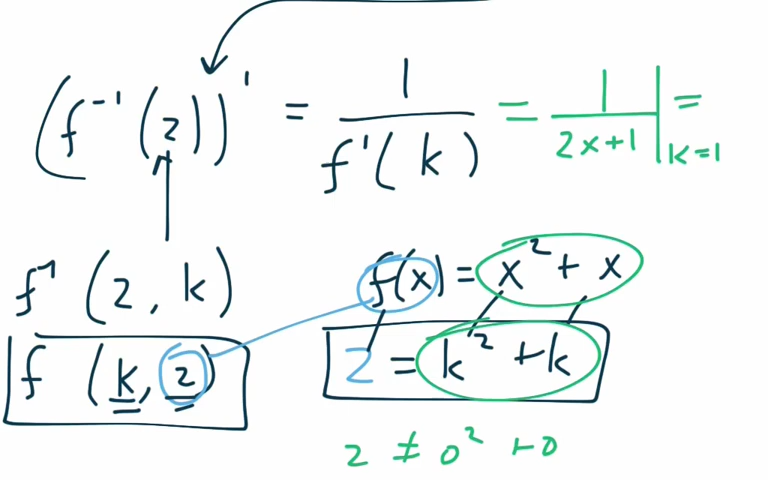 (f⁻¹(2))' = 1/f'(k) = 1/(2x+1) |ₖ₌₁ =
f⁻¹ (2, k)
f(x) = x² + x
f (k, 2)
2 = k² + k
2 ≠ 0² + 0